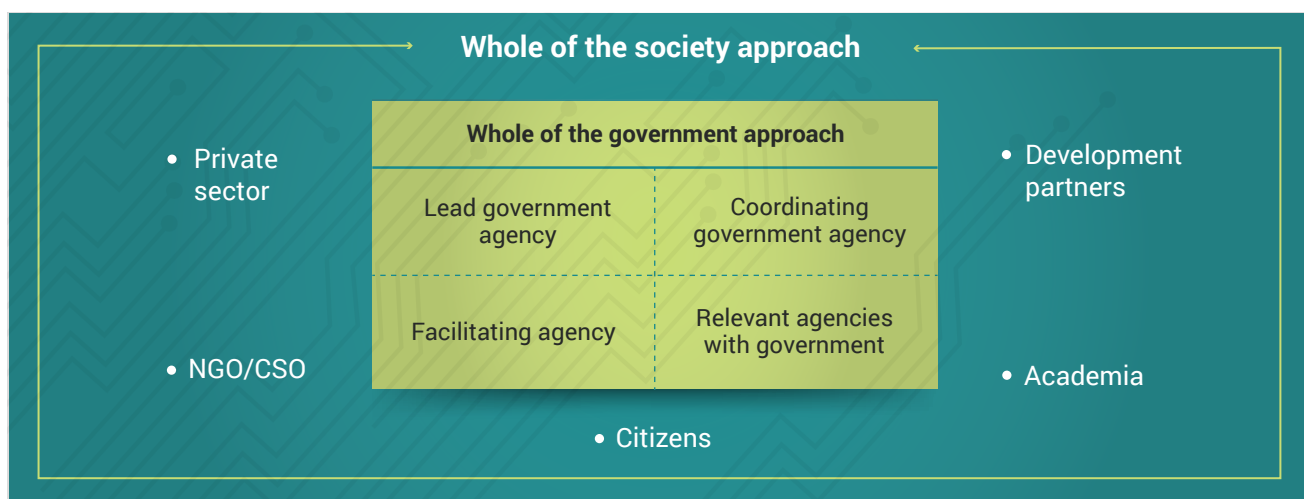 Whole of the society approach
Whole of the government approach
• Private
sector
• Development
partners
Lead government
agency
Coordinating
government agency
Facilitating agency
Relevant agencies
with government
• NGO/CSO
• Academia
• Citizens